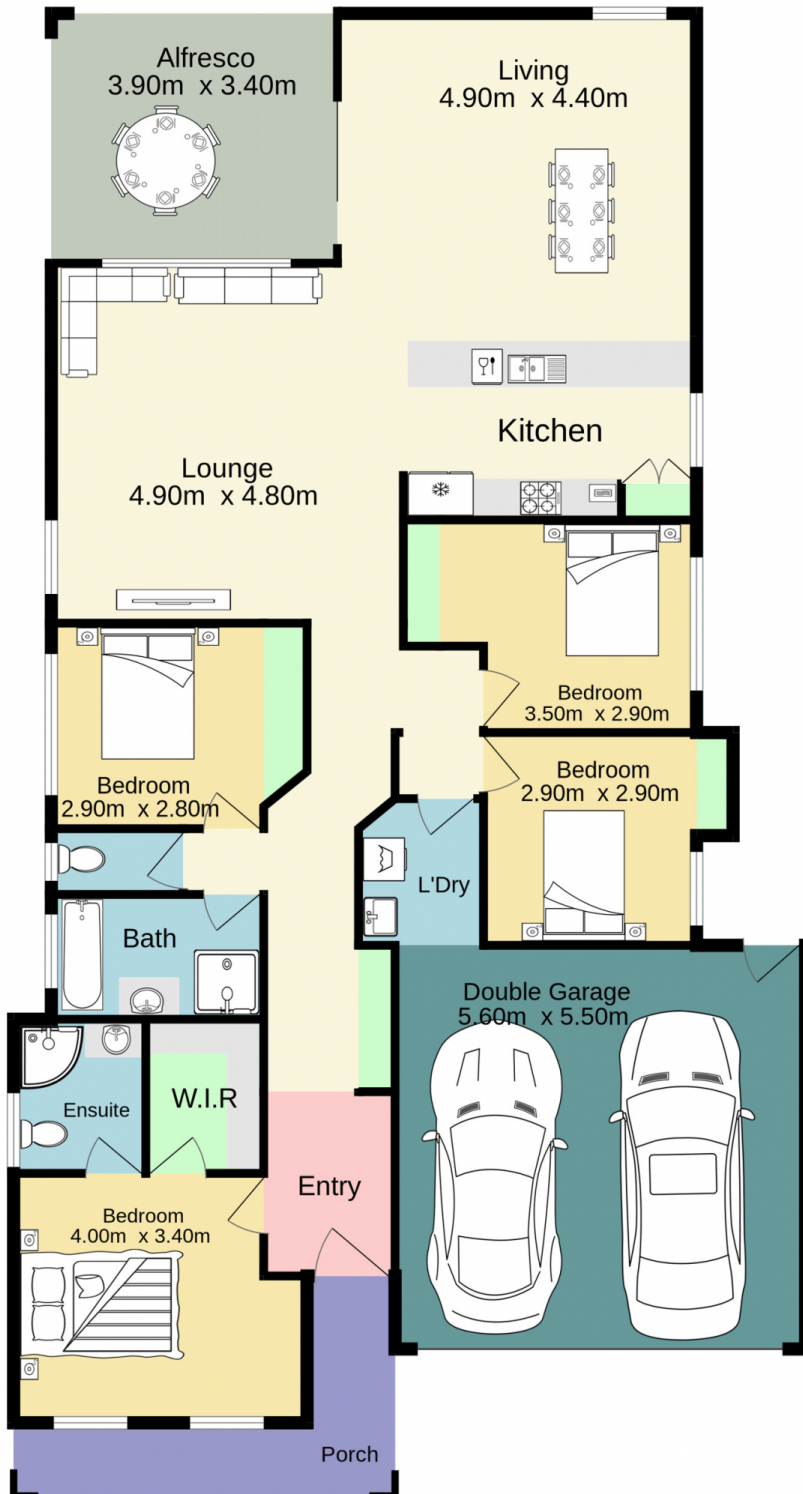 Alfresco
3.90m x 3.40m
Living
4.90m x 4.40m
Kitchen
Lounge
4.90m x 4.80m
Bedroom
3.50m x 2.90m
Bedroom
2.90m x 2.80m
Bedroom
2.90m x 2.90m
L'Dry
Bath
Double Garage
5.60m x 5.50m
Ensuite
W.I.R
Entry
Bedroom
4.00m x 3.40m
Porch